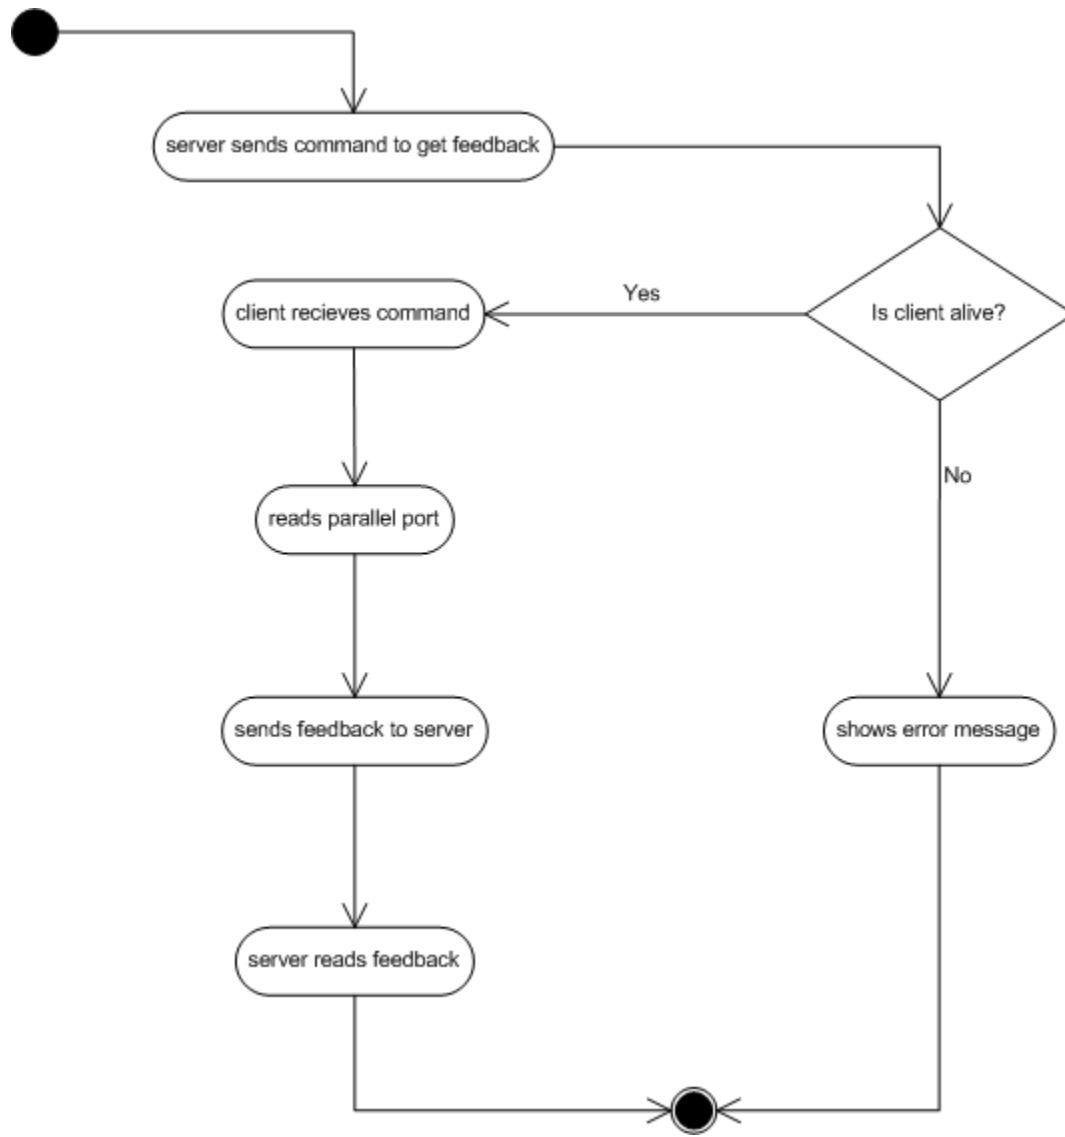 server sends command to get feedback
Is client alive?
Yes
client recieves command
No
reads parallel port
sends feedback to server
shows error message
server reads feedback